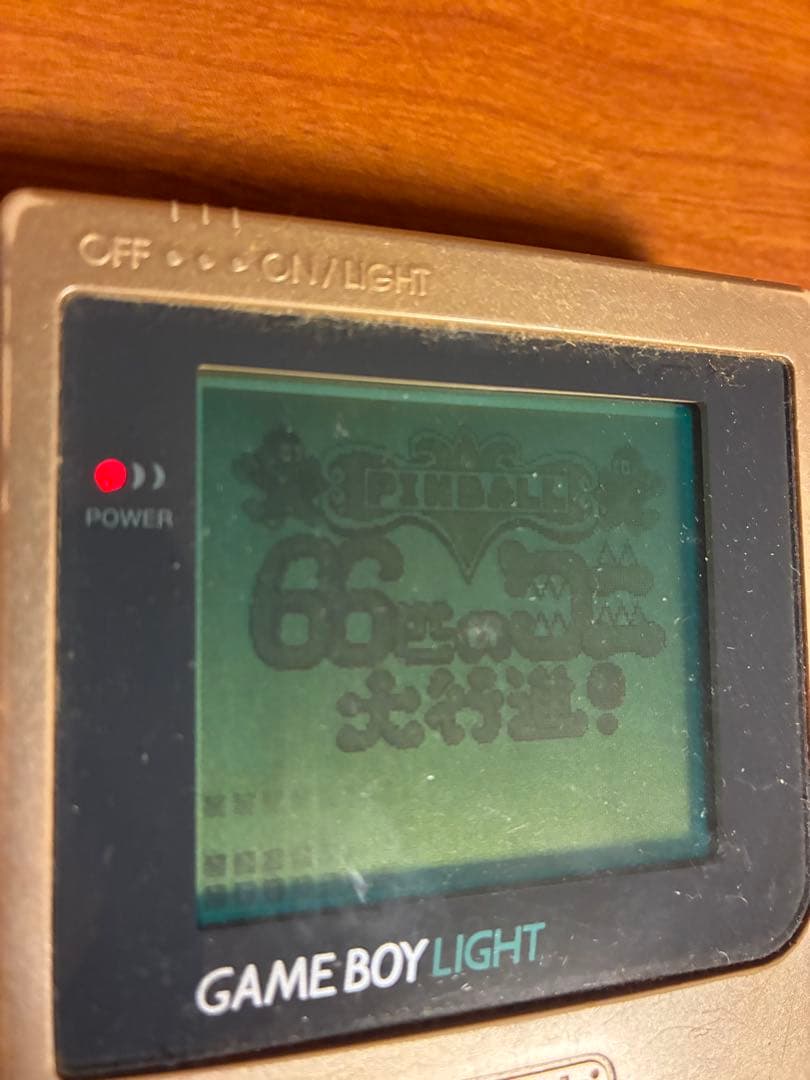 OFF ON/LIGHT
POWER
PINBALL
66匹のワニ
大行進!
GAME BOY LIGHT